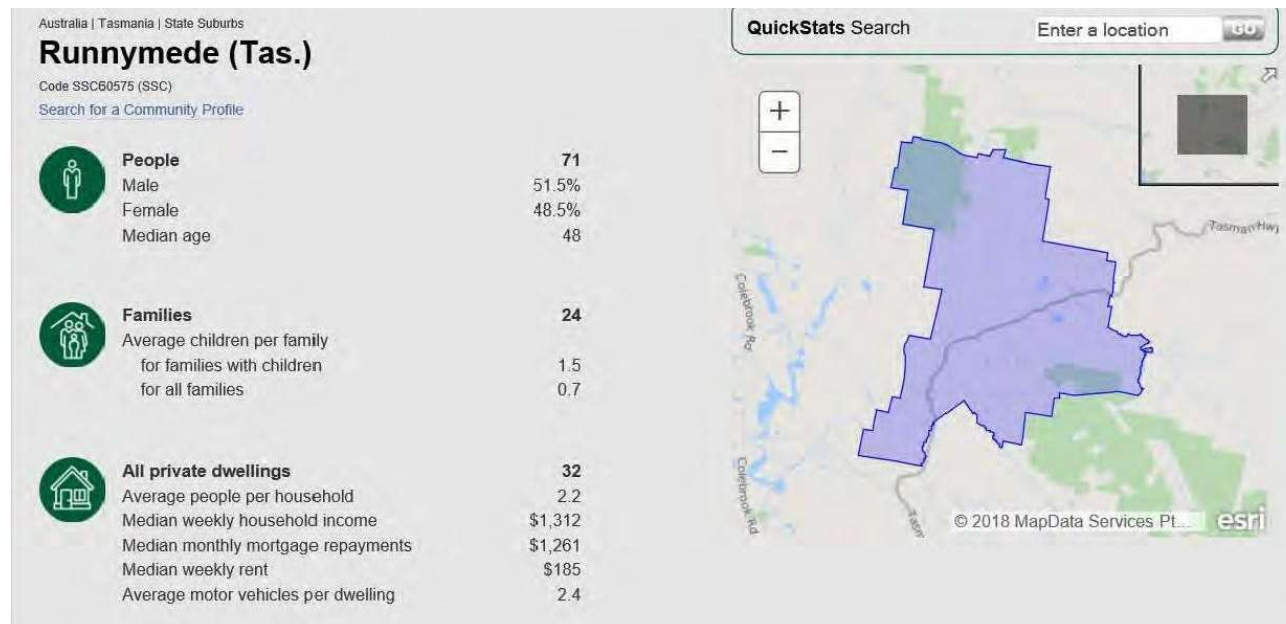 Australia | Tasmania | State Suburbs
Runnymede (Tas.)
Code SSC60575 (SSC)
Search for a Community Profile
People 71
Male 51.5%
Female 48.5%
Median age 48
Families 24
Average children per family
for families with children 1.5
for all families 0.7
All private dwellings 32
Average people per household 2.2
Median weekly household income $1,312
Median monthly mortgage repayments $1,261
Median weekly rent $185
Average motor vehicles per dwelling 2.4
QuickStats Search Enter a location GO
+
−
Tasman Hwy
Colebrook Rd
Colebrook Rd
Tasm
© 2018 MapData Services Pt... esri